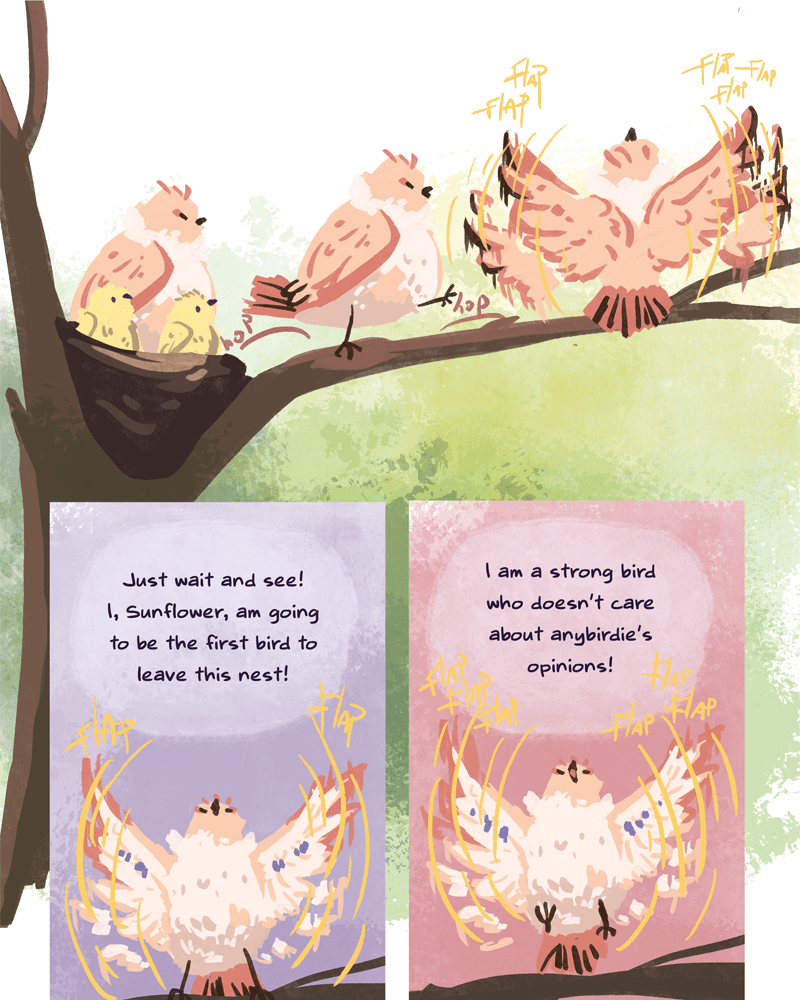 FLAP
FLAP
FLAP FLAP
FLAP
hop
hop
Just wait and see!
I, Sunflower, am going
to be the first bird to
leave this nest!
FLAP
FLAP
I am a strong bird
who doesn't care
about anybirdie's
opinions!
FLAP
FLAP
FLAP
FLAP
FLAP
FLAP